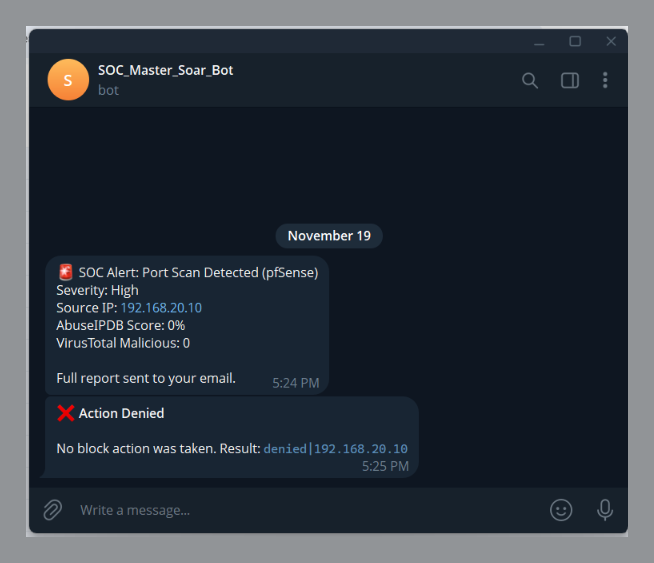 S
SOC_Master_Soar_Bot
bot
November 19
🚨 SOC Alert: Port Scan Detected (pfSense)
Severity: High
Source IP: 192.168.20.10
AbuseIPDB Score: 0%
VirusTotal Malicious: 0
Full report sent to your email.
5:24 PM
❌ Action Denied
No block action was taken. Result: denied|192.168.20.10
5:25 PM
Write a message...